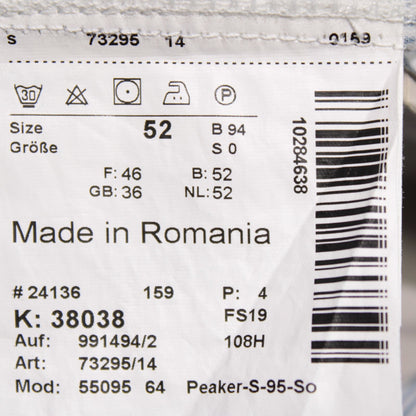 s 73295 14 0159
30 P
Size 52 B 94
Größe S 0
F: 46 B: 52
GB: 36 NL: 52
10284638
Made in Romania
# 24136 159 P: 4
K: 38038 FS19
Auf: 991494/2 108H
Art: 73295/14
Mod: 55095 64 Peaker-S-95-So